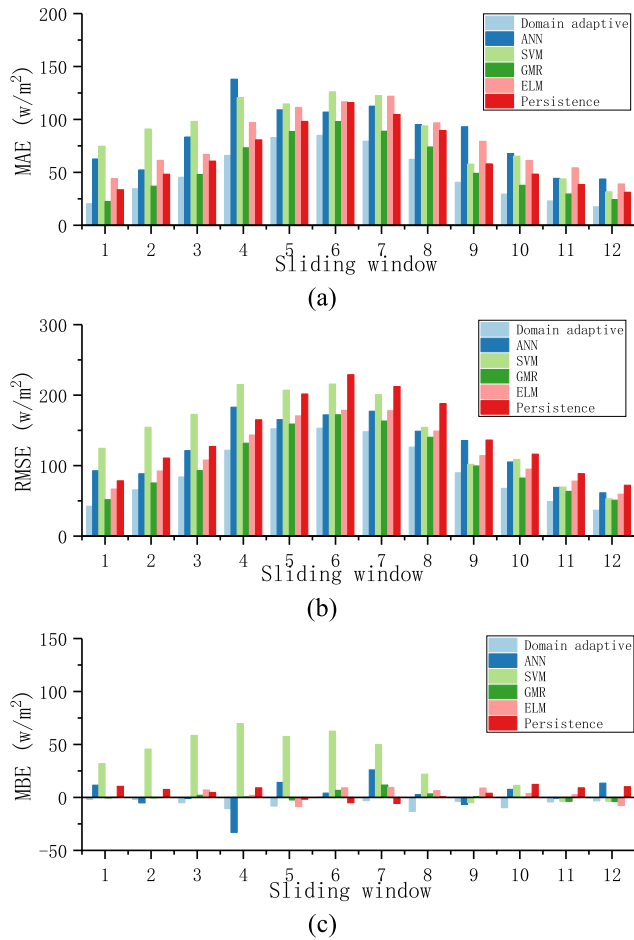 200
150
100
50
0
MAE (w/m²)
Domain adaptive
ANN
SVM
GMR
ELM
Persistence
1 2 3 4 5 6 7 8 9 10 11 12
Sliding window
(a)
300
200
100
0
RMSE (w/m²)
Domain adaptive
ANN
SVM
GMR
ELM
Persistence
1 2 3 4 5 6 7 8 9 10 11 12
Sliding window
(b)
150
100
50
0
-50
MBE (w/m²)
Domain adaptive
ANN
SVM
GMR
ELM
Persistence
1 2 3 4 5 6 7 8 9 10 11 12
Sliding window
(c)